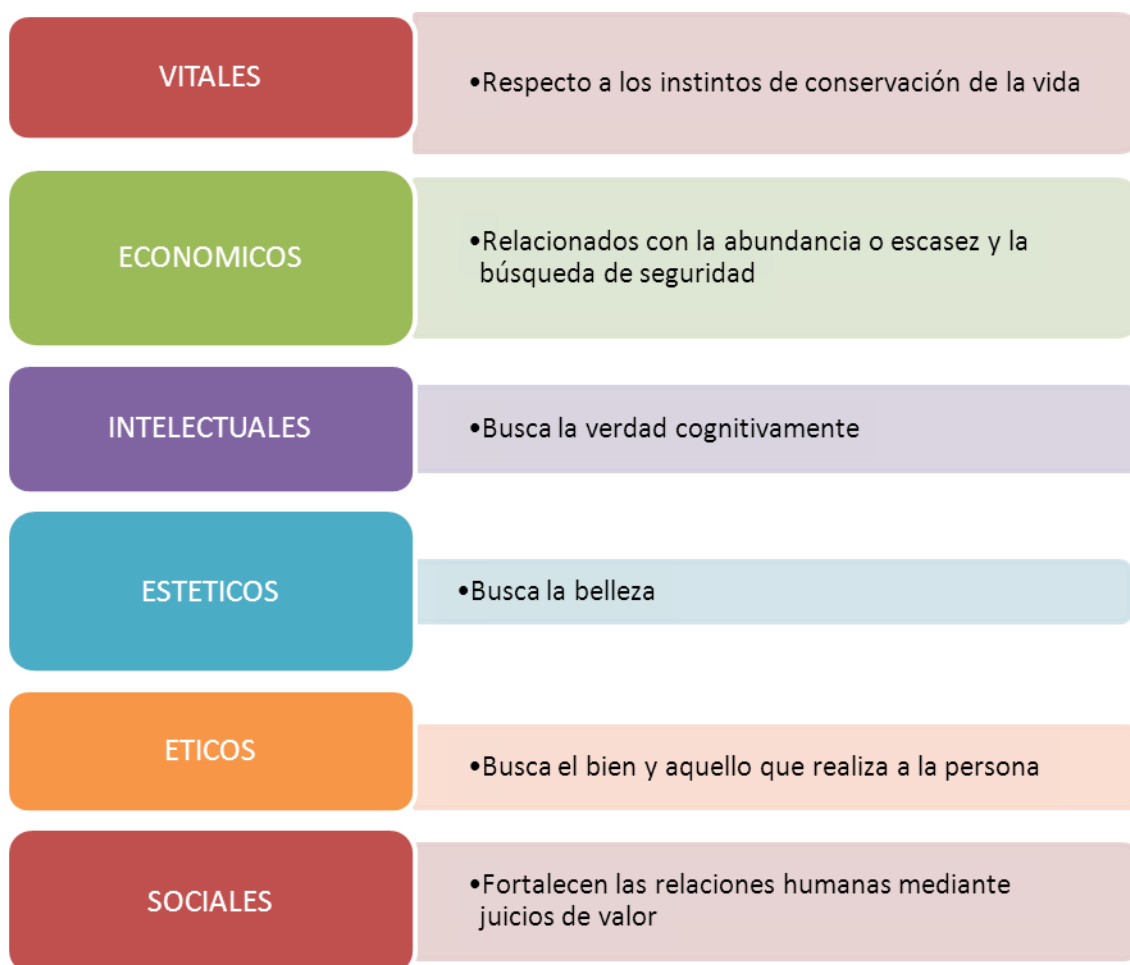 VITALES
•Respecto a los instintos de conservación de la vida
ECONOMICOS
•Relacionados con la abundancia o escasez y la
búsqueda de seguridad
INTELECTUALES
•Busca la verdad cognitivamente
ESTETICOS
•Busca la belleza
ETICOS
•Busca el bien y aquello que realiza a la persona
SOCIALES
•Fortalecen las relaciones humanas mediante
juicios de valor